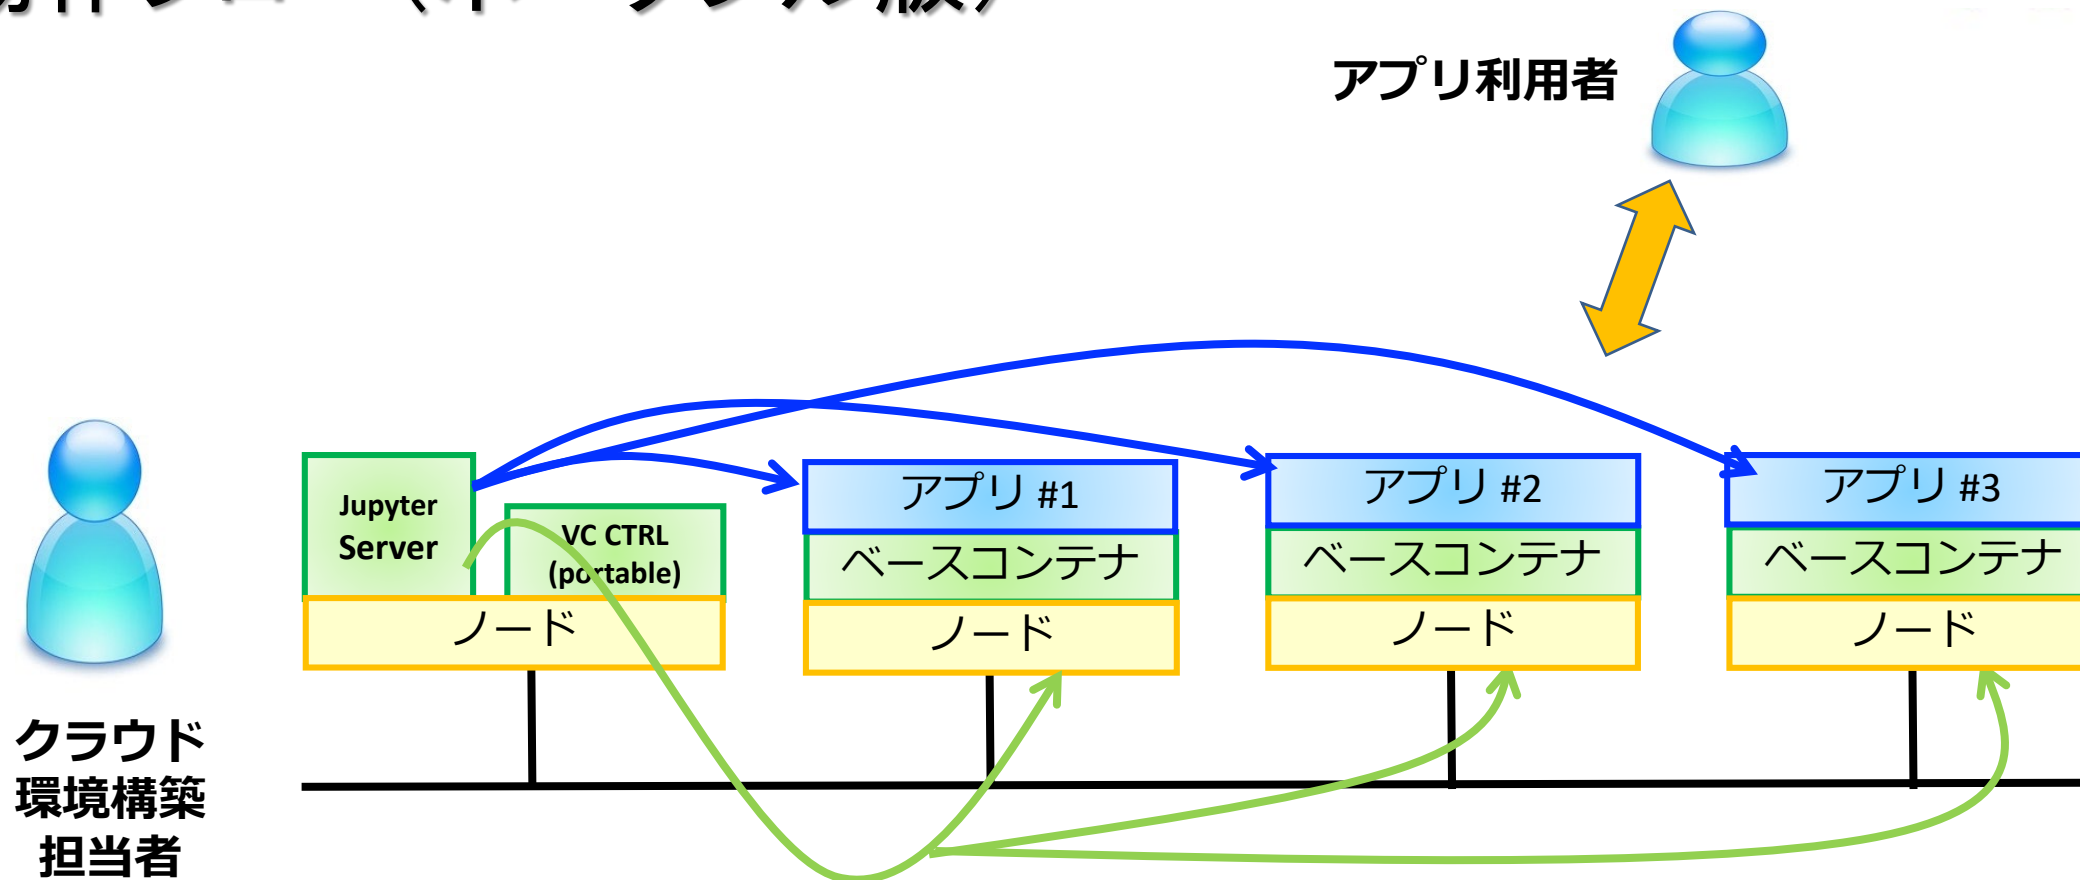 アプリ利用者
Jupyter
Server
VC CTRL
(portable)
ノード
アプリ #1
ベースコンテナ
ノード
アプリ #2
ベースコンテナ
ノード
アプリ #3
ベースコンテナ
ノード
クラウド
環境構築
担当者